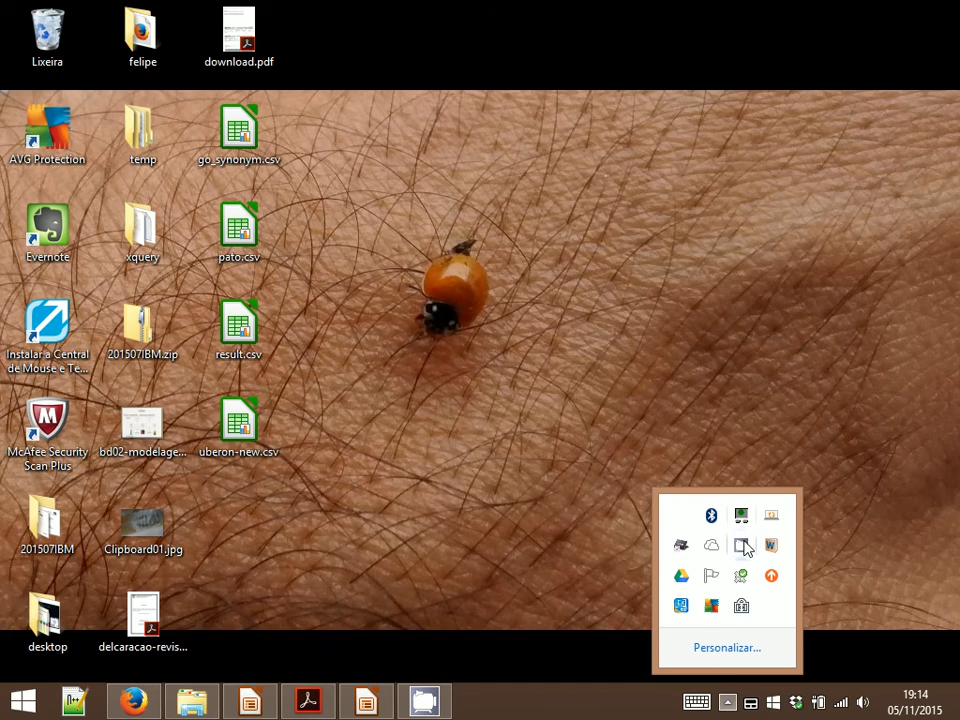 Lixeira
felipe
download.pdf
AVG Protection
temp
go_synonym.csv
Evernote
xquery
pato.csv
Instalar a Central
de Mouse e Te...
201507IBM.zip
result.csv
McAfee Security
Scan Plus
bd02-modelage...
uberon-new.csv
201507IBM
Clipboard01.jpg
desktop
delcaracao-revis...
Personalizar...
19:14
05/11/2015